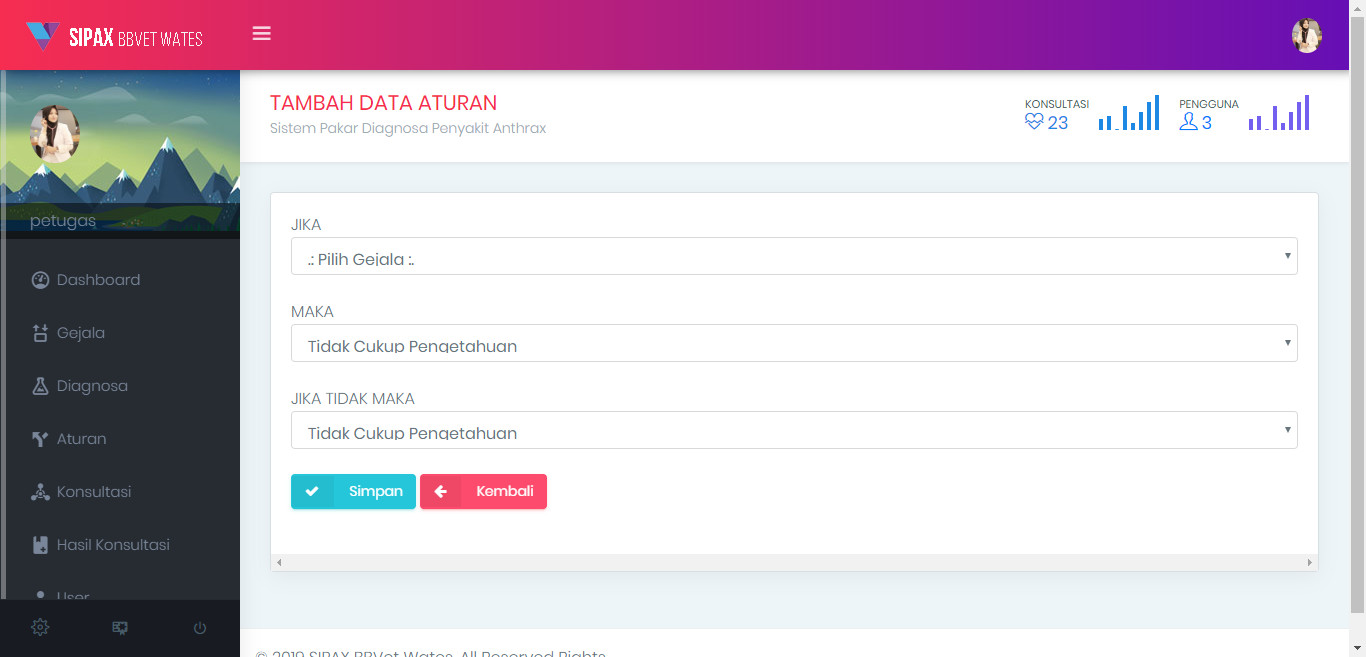 SIPAX BBVET WATES
TAMBAH DATA ATURAN
Sistem Pakar Diagnosa Penyakit Anthrax
KONSULTASI
23
PENGGUNA
3
petugas
Dashboard
Gejala
Diagnosa
Aturan
Konsultasi
Hasil Konsultasi
User
JIKA
.: Pilih Gejala :.
MAKA
Tidak Cukup Pengetahuan
JIKA TIDAK MAKA
Tidak Cukup Pengetahuan
Simpan
Kembali
© 2019 SIPAX BBVet Wates. All Reserved Rights.